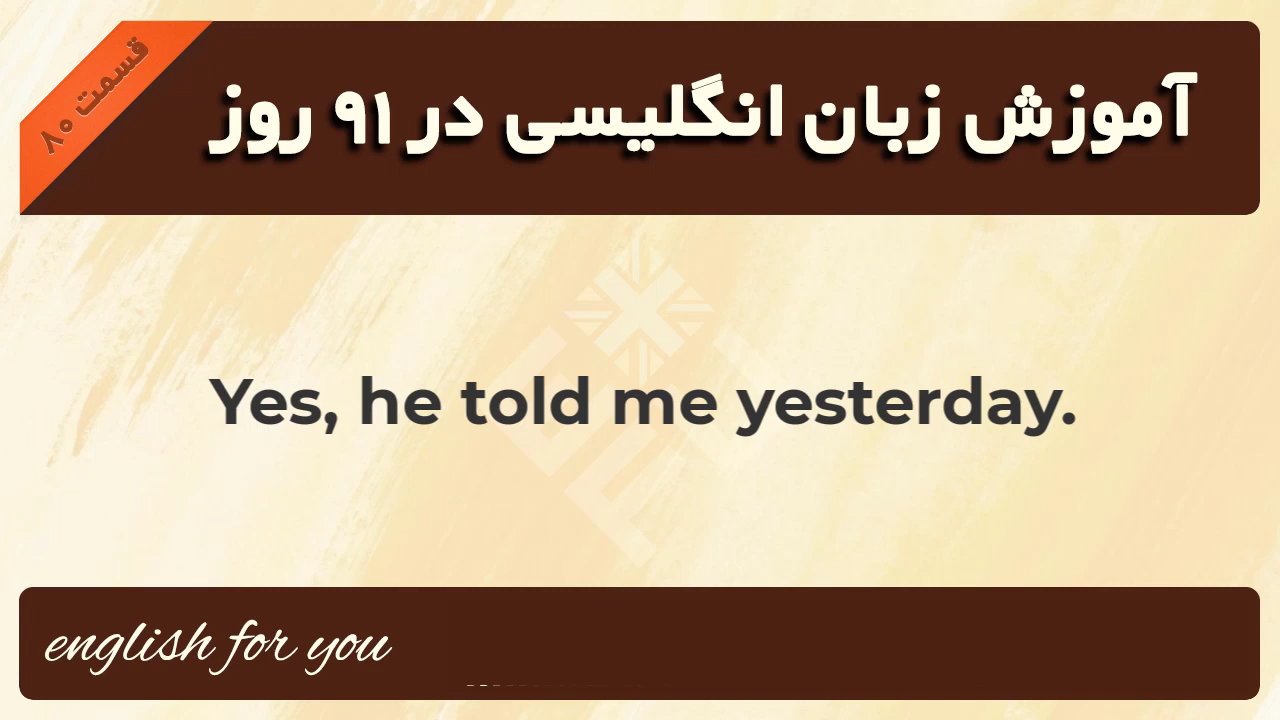 قسمت ۸۰
آموزش زبان انگلیسی در ۹۱ روز
Yes, he told me yesterday.
english for you